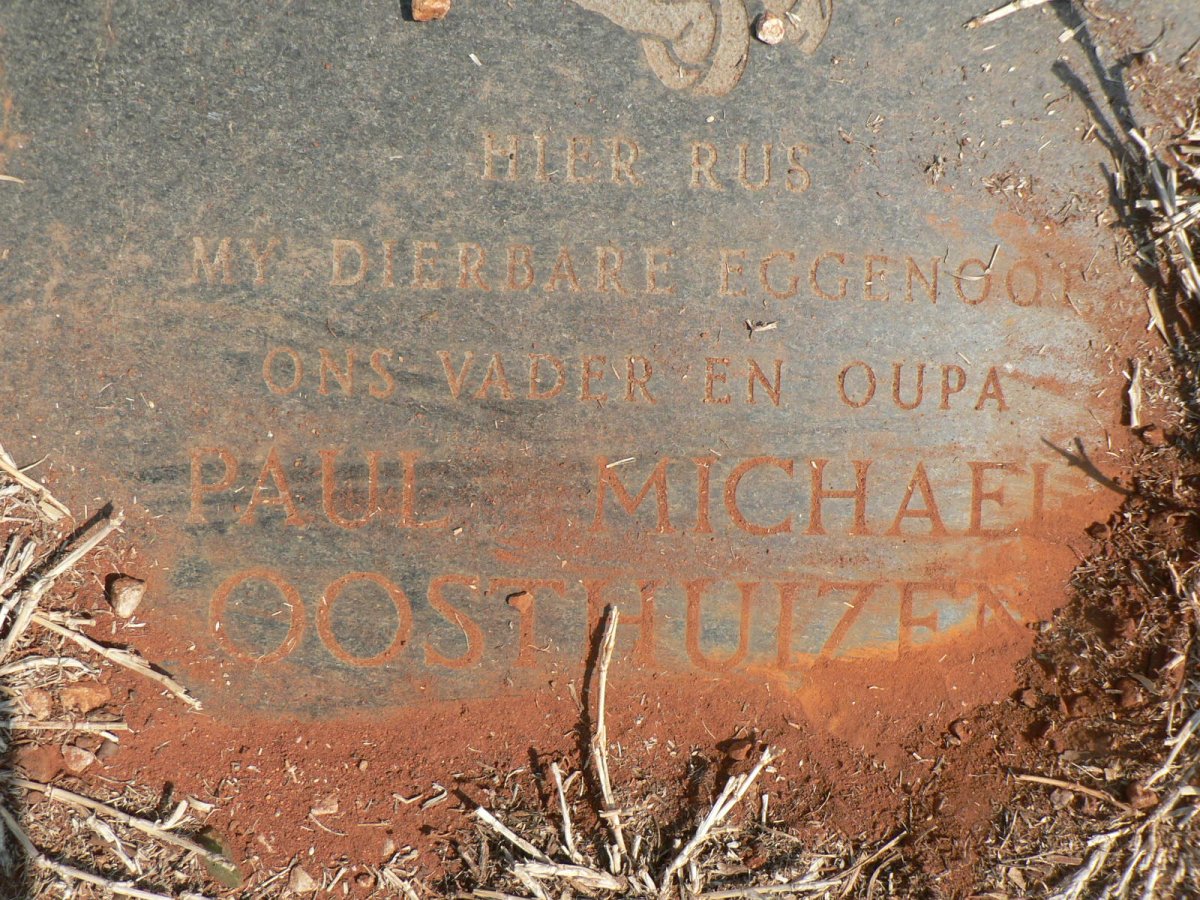 HIER RUS
MY DIERBARE EGGENOOT
ONS VADER EN OUPA
PAUL MICHAEL
OOSTHUIZEN